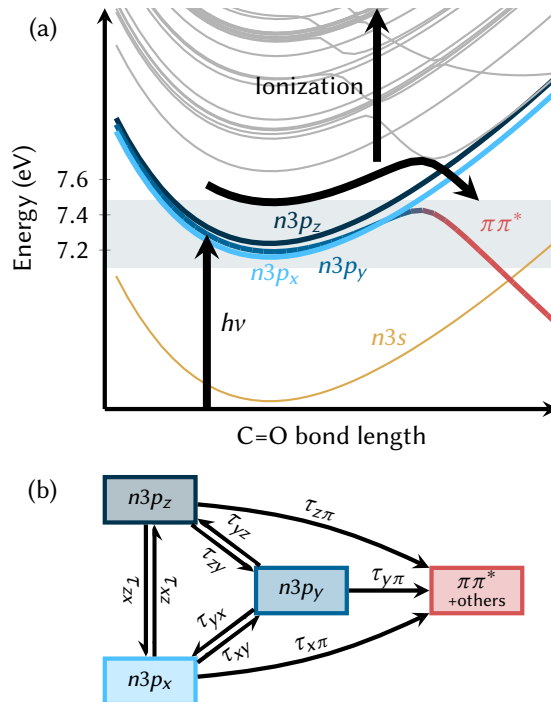 (a)
Ionization
Energy (eV)
7.6
7.4
7.2
n3p_z
ππ*
n3p_x
n3p_y
hν
n3s
C=O bond length
(b)
n3p_z
τ_zπ
τ_yz
τ_zy
τ_zx
τ_xz
n3p_y
τ_yπ
ππ*
+others
τ_yx
τ_xy
τ_xπ
n3p_x